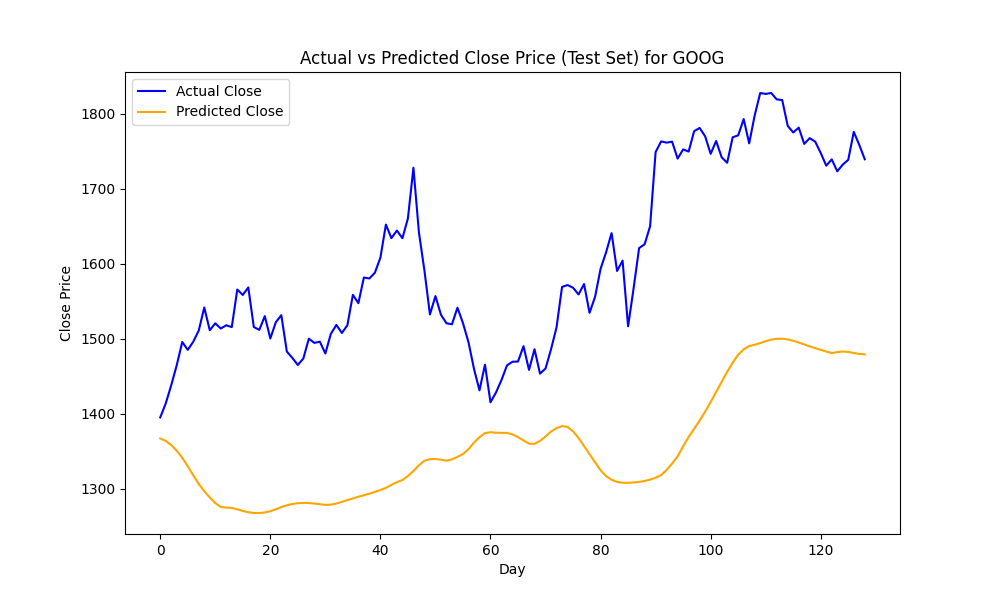 Actual vs Predicted Close Price (Test Set) for GOOG
Actual Close
Predicted Close
Close Price
1800
1700
1600
1500
1400
1300
0 20 40 60 80 100 120
Day